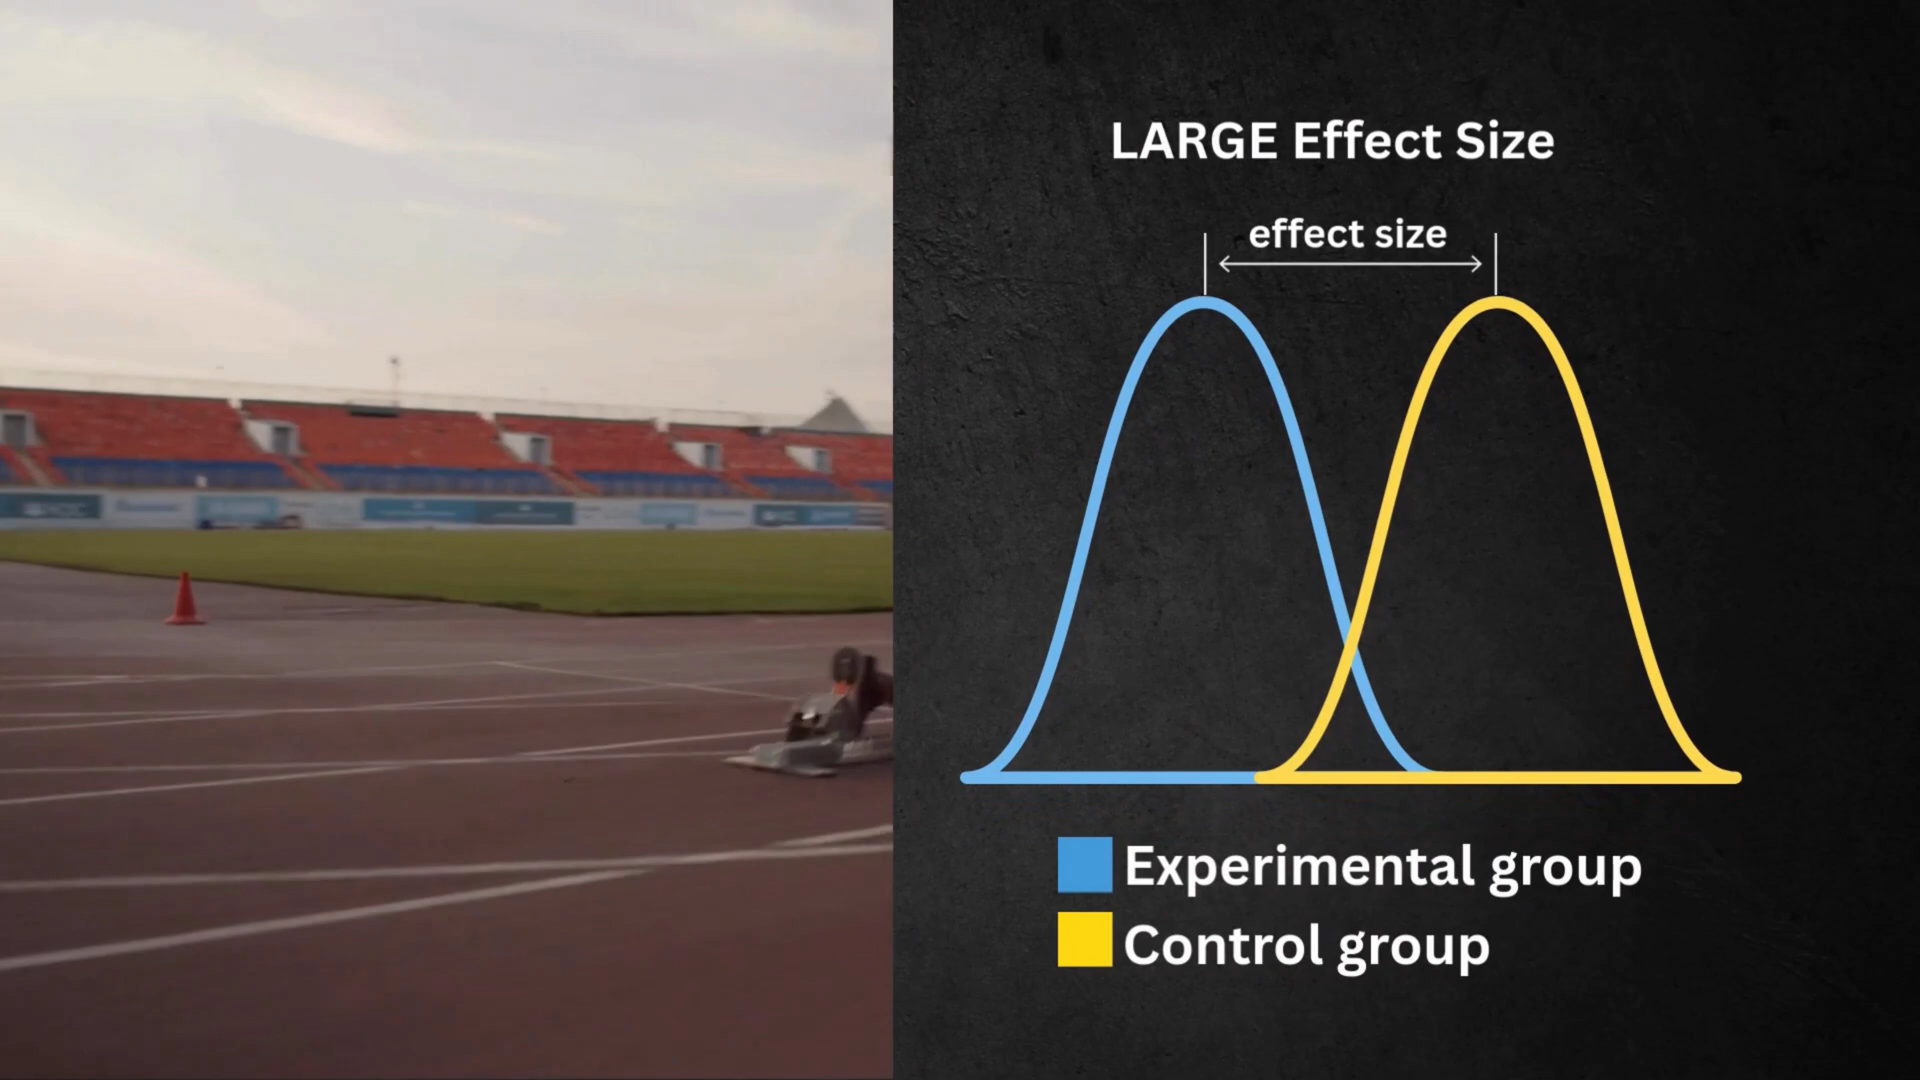 LARGE Effect Size
effect size
Experimental group
Control group